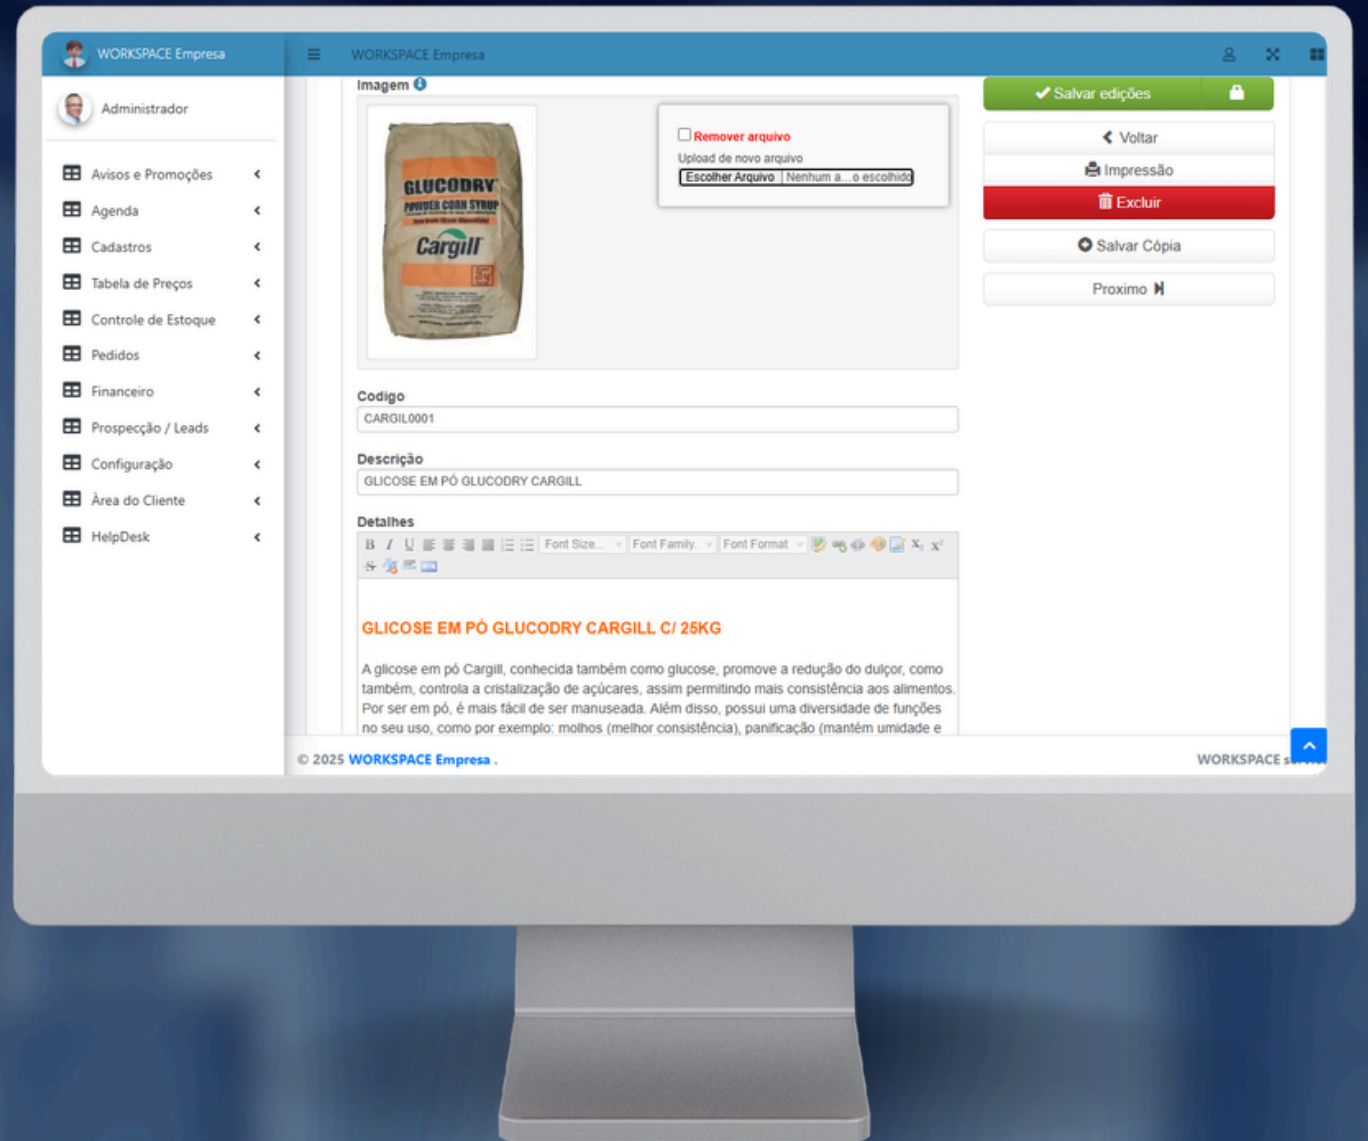 WORKSPACE Empresa
WORKSPACE Empresa
Administrador
Avisos e Promoções
Agenda
Cadastros
Tabela de Preços
Controle de Estoque
Pedidos
Financeiro
Prospecção / Leads
Configuração
Àrea do Cliente
HelpDesk
Imagem
GLUCODRY
POWDER CORN SYRUP
Cargill
Remover arquivo
Upload de novo arquivo
Escolher Arquivo Nenhum a...o escolhido
Codigo
CARGIL0001
Descrição
GLICOSE EM PÓ GLUCODRY CARGILL
Detalhes
B I U Font Size... Font Family. Font Format
GLICOSE EM PÓ GLUCODRY CARGILL C/ 25KG
A glicose em pó Cargill, conhecida também como glucose, promove a redução do dulçor, como
também, controla a cristalização de açúcares, assim permitindo mais consistência aos alimentos.
Por ser em pó, é mais fácil de ser manuseada. Além disso, possui uma diversidade de funções
no seu uso, como por exemplo: molhos (melhor consistência), panificação (mantém umidade e
Salvar edições
Voltar
Impressão
Excluir
Salvar Cópia
Proximo
© 2025 WORKSPACE Empresa .
WORKSPACE